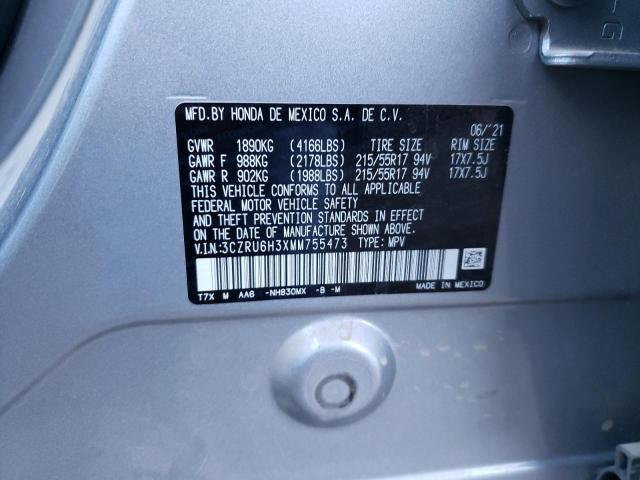 MFD.BY HONDA DE MEXICO S.A. DE C.V.
06/'21
GVWR 1890KG (4166LBS) TIRE SIZE RIM SIZE
GAWR F 988KG (2178LBS) 215/55R17 94V 17X7.5J
GAWR R 902KG (1988LBS) 215/55R17 94V 17X7.5J
THIS VEHICLE CONFORMS TO ALL APPLICABLE
FEDERAL MOTOR VEHICLE SAFETY
AND THEFT PREVENTION STANDARDS IN EFFECT
ON THE DATE OF MANUFACTURE SHOWN ABOVE.
V.I.N.:3CZRU6H3XMM755473 TYPE: MPV
T7X M AA6 -NH830MX -B -M
MADE IN MEXICO